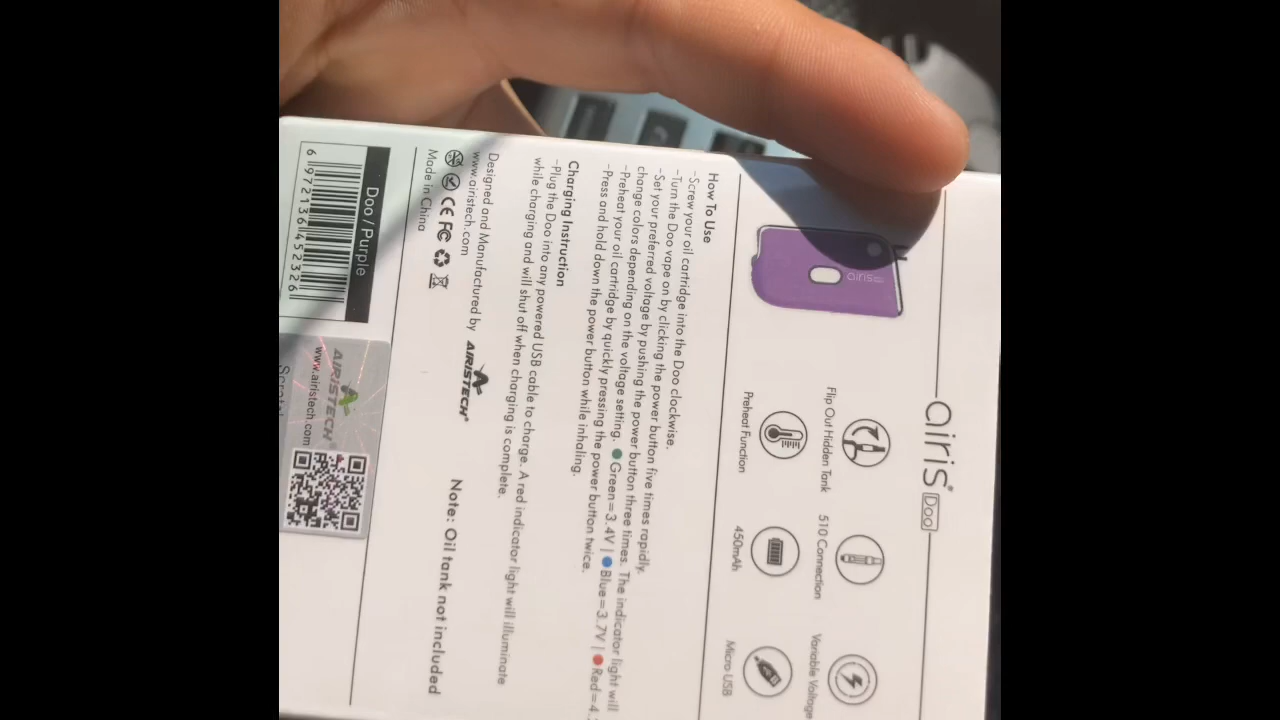 airis® Doo
airis
Flip Out Hidden Tank
510 Connection
Variable Voltage
Preheat Function
450mAh
Micro USB
How To Use
-Screw your oil cartridge into the Doo clockwise.
-Turn the Doo vape on by clicking the power button five times rapidly.
-Set your preferred voltage by pushing the power button three times. The indicator light will
change colors depending on the voltage setting. Green=3.4V | Blue=3.7V | Red=4.
-Preheat your oil cartridge by quickly pressing the power button twice.
-Press and hold down the power button while inhaling.
Charging Instruction
-Plug the Doo into any powered USB cable to charge. A red indicator light will illuminate
while charging and will shut off when charging is complete.
Designed and Manufactured by AIRISTECH®
www.airistech.com
CE FC
Made in China
Note: Oil tank not included
Doo / Purple
6 972136 452326
AIRISTECH
www.airistech.com